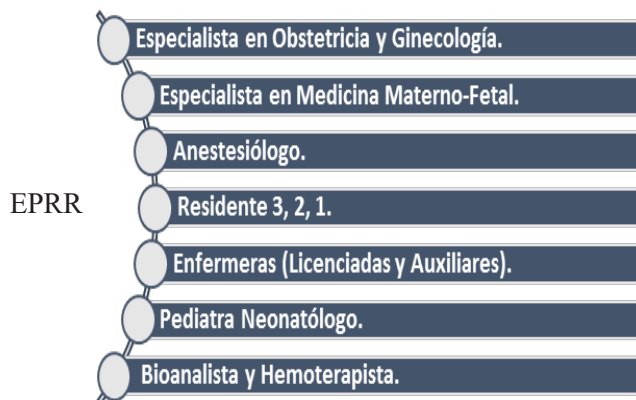 Especialista en Obstetricia y Ginecología.
Especialista en Medicina Materno-Fetal.
Anestesiólogo.
EPRR
Residente 3, 2, 1.
Enfermeras (Licenciadas y Auxiliares).
Pediatra Neonatólogo.
Bioanalista y Hemoterapista.